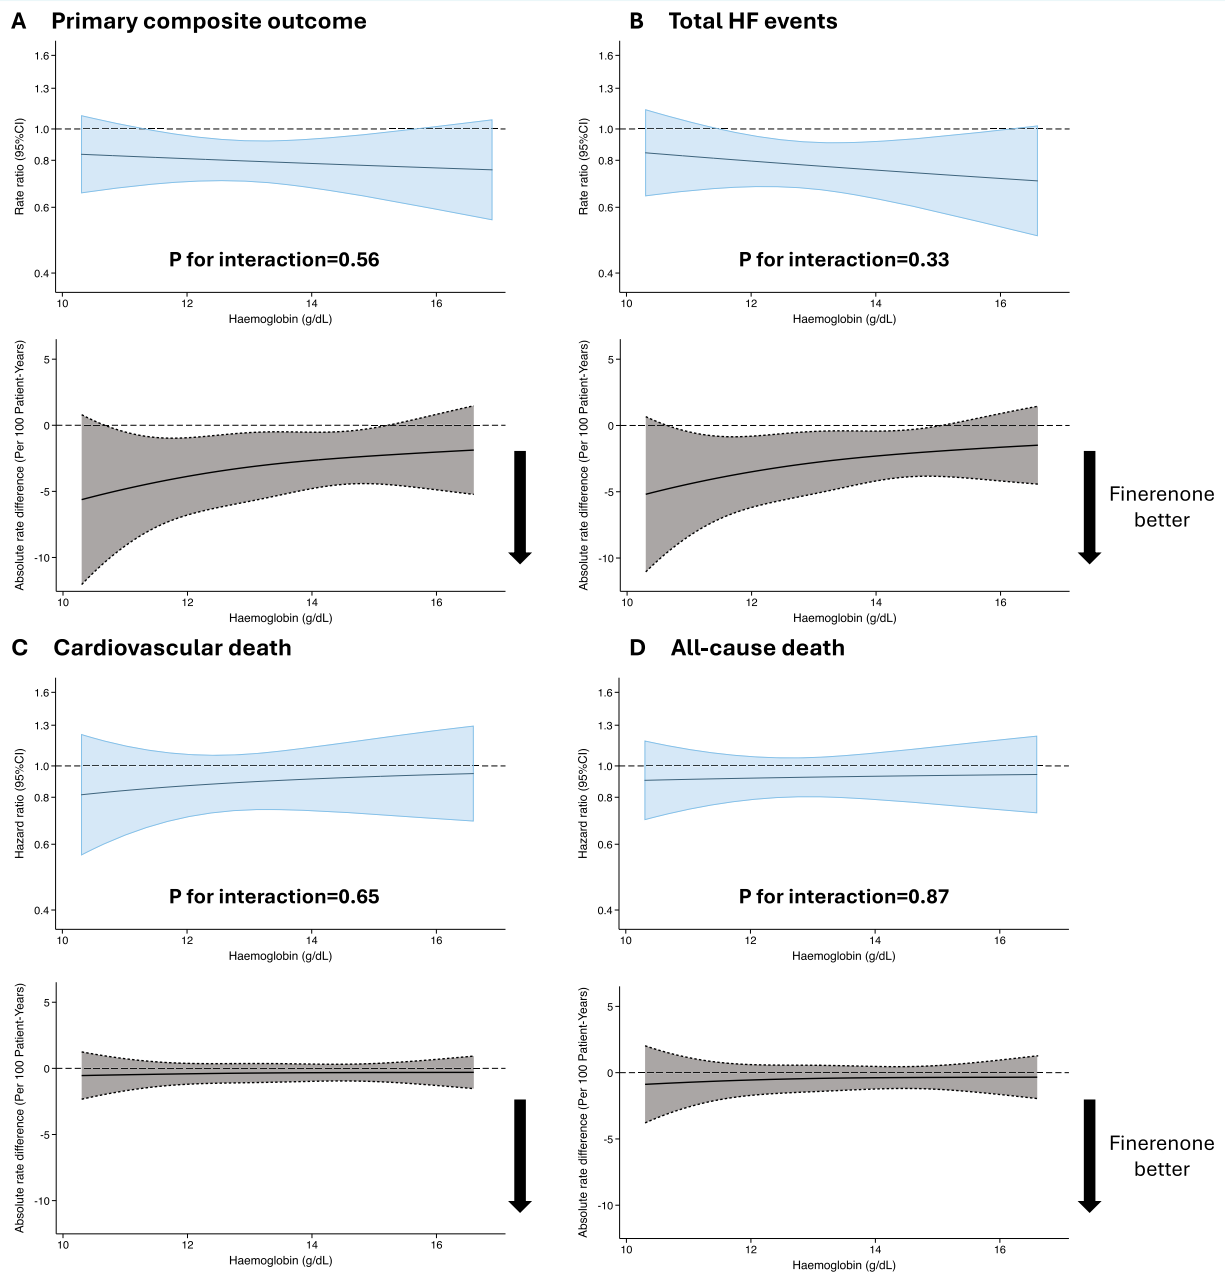 A Primary composite outcome
1.6
1.3
1.0
0.8
0.6
0.4
Rate ratio (95%CI)
P for interaction=0.56
10 12 14 16
Haemoglobin (g/dL)
5
0
-5
-10
Absolute rate difference (Per 100 Patient-Years)
10 12 14 16
Haemoglobin (g/dL)
B Total HF events
1.6
1.3
1.0
0.8
0.6
0.4
Rate ratio (95%CI)
P for interaction=0.33
10 12 14 16
Haemoglobin (g/dL)
5
0
-5
-10
Absolute rate difference (Per 100 Patient-Years)
10 12 14 16
Haemoglobin (g/dL)
Finerenone
better
C Cardiovascular death
1.6
1.3
1.0
0.8
0.6
0.4
Hazard ratio (95%CI)
P for interaction=0.65
10 12 14 16
Haemoglobin (g/dL)
5
0
-5
-10
Absolute rate difference (Per 100 Patient-Years)
10 12 14 16
Haemoglobin (g/dL)
D All-cause death
1.6
1.3
1.0
0.8
0.6
0.4
Hazard ratio (95%CI)
P for interaction=0.87
10 12 14 16
Haemoglobin (g/dL)
5
0
-5
-10
Absolute rate difference (Per 100 Patient-Years)
10 12 14 16
Haemoglobin (g/dL)
Finerenone
better